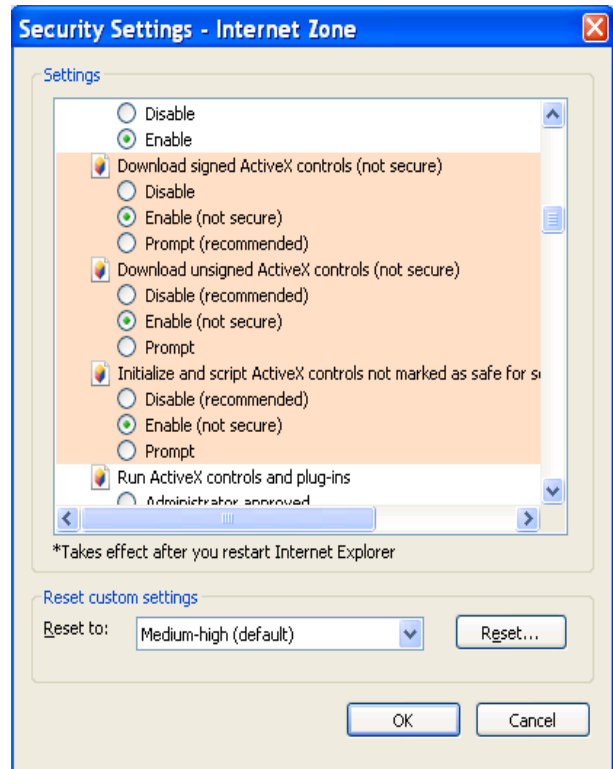 Security Settings - Internet Zone
Settings
Disable
Enable
Download signed ActiveX controls (not secure)
Disable
Enable (not secure)
Prompt (recommended)
Download unsigned ActiveX controls (not secure)
Disable (recommended)
Enable (not secure)
Prompt
Initialize and script ActiveX controls not marked as safe for
Disable (recommended)
Enable (not secure)
Prompt
Run ActiveX controls and plug-ins
Administrator approved
*Takes effect after you restart Internet Explorer
Reset custom settings
Reset to:
Medium-high (default)
Reset...
OK
Cancel